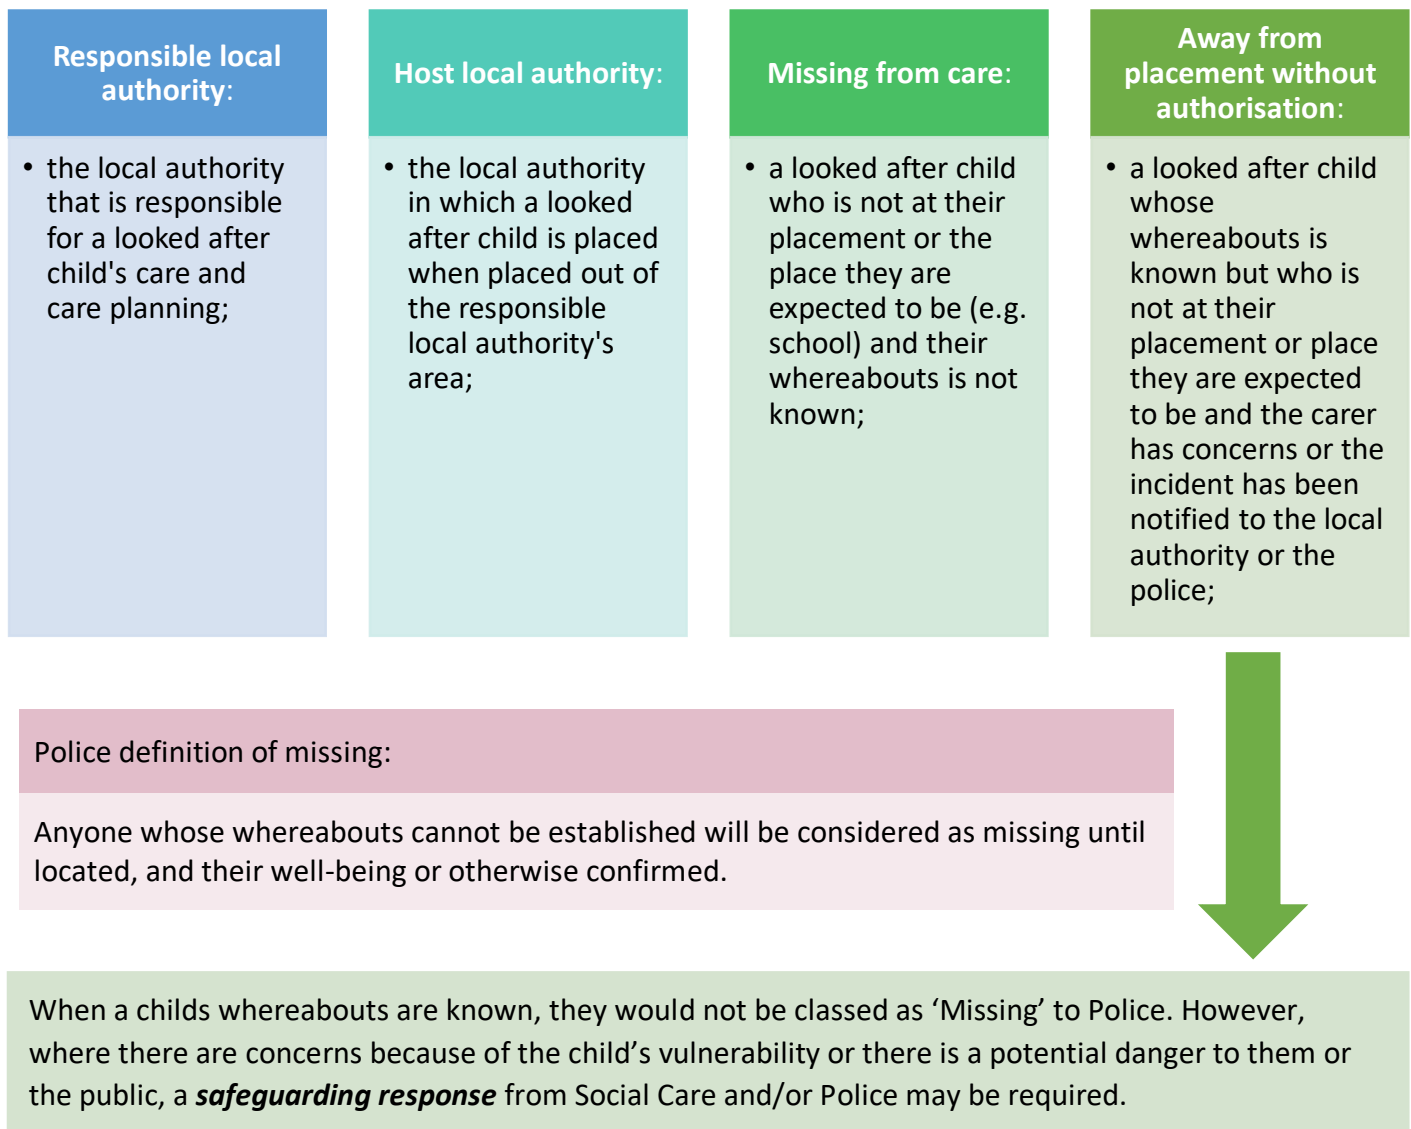 Responsible local
authority:
• the local authority
that is responsible
for a looked after
child's care and
care planning;
Host local authority:
• the local authority
in which a looked
after child is placed
when placed out of
the responsible
local authority's
area;
Missing from care:
• a looked after child
who is not at their
placement or the
place they are
expected to be (e.g.
school) and their
whereabouts is not
known;
Away from
placement without
authorisation:
• a looked after child
whose
whereabouts is
known but who is
not at their
placement or place
they are expected
to be and the carer
has concerns or the
incident has been
notified to the local
authority or the
police;
Police definition of missing:
Anyone whose whereabouts cannot be established will be considered as missing until
located, and their well-being or otherwise confirmed.
When a childs whereabouts are known, they would not be classed as ‘Missing’ to Police. However,
where there are concerns because of the child’s vulnerability or there is a potential danger to them or
the public, a safeguarding response from Social Care and/or Police may be required.